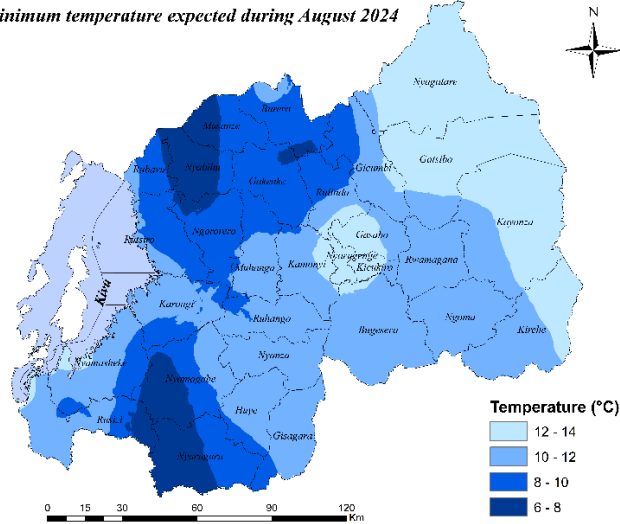 inimum temperature expected during August 2024
N
Nyagatare
Burera
Musanze
Gatsibo
Nyabihu
Gicumbi
Rubavu
Gakenke
Rulindo
Kayonza
Ngororero
Gasabo
Rutsiro
Nyarugenge
Rwamagana
Muhanga
Kamonyi
Kicukiro
Kivu
Karongi
Ruhango
Bugesera
Ngoma
Kirehe
Nyamasheke
Nyanza
Nyamagabe
Temperature (°C)
Huye
12 - 14
Rusizi
Gisagara
10 - 12
Nyaruguru
8 - 10
6 - 8
0 15 30 60 90 120
Km